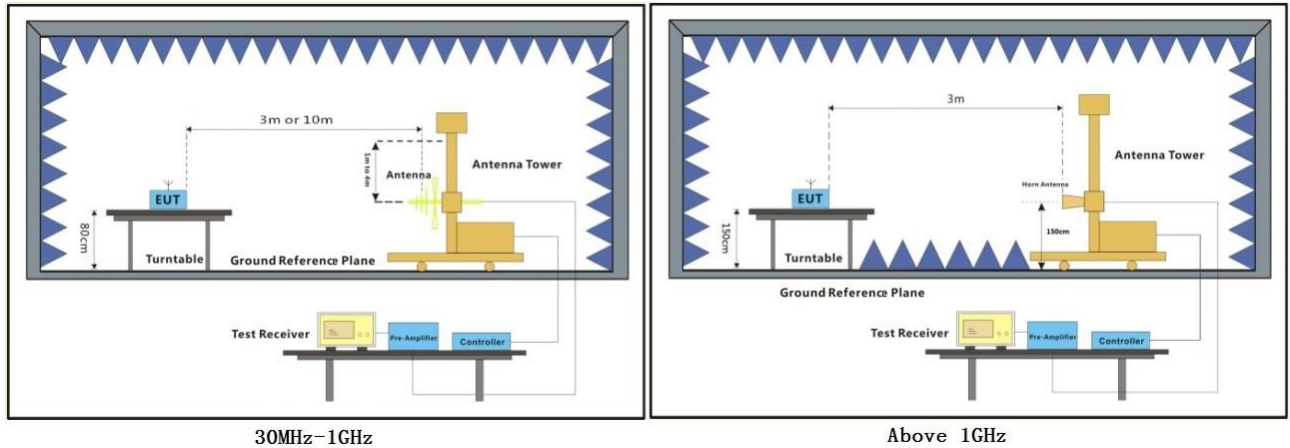 3m or 10m
1m to 4m
Antenna
Antenna Tower
EUT
80cm
Turntable
Ground Reference Plane
Test Receiver
Pre-Amplifier
Controller
30MHz-1GHz
3m
Antenna Tower
Horn Antenna
EUT
150cm
150cm
Turntable
Ground Reference Plane
Test Receiver
Pre-Amplifier
Controller
Above 1GHz